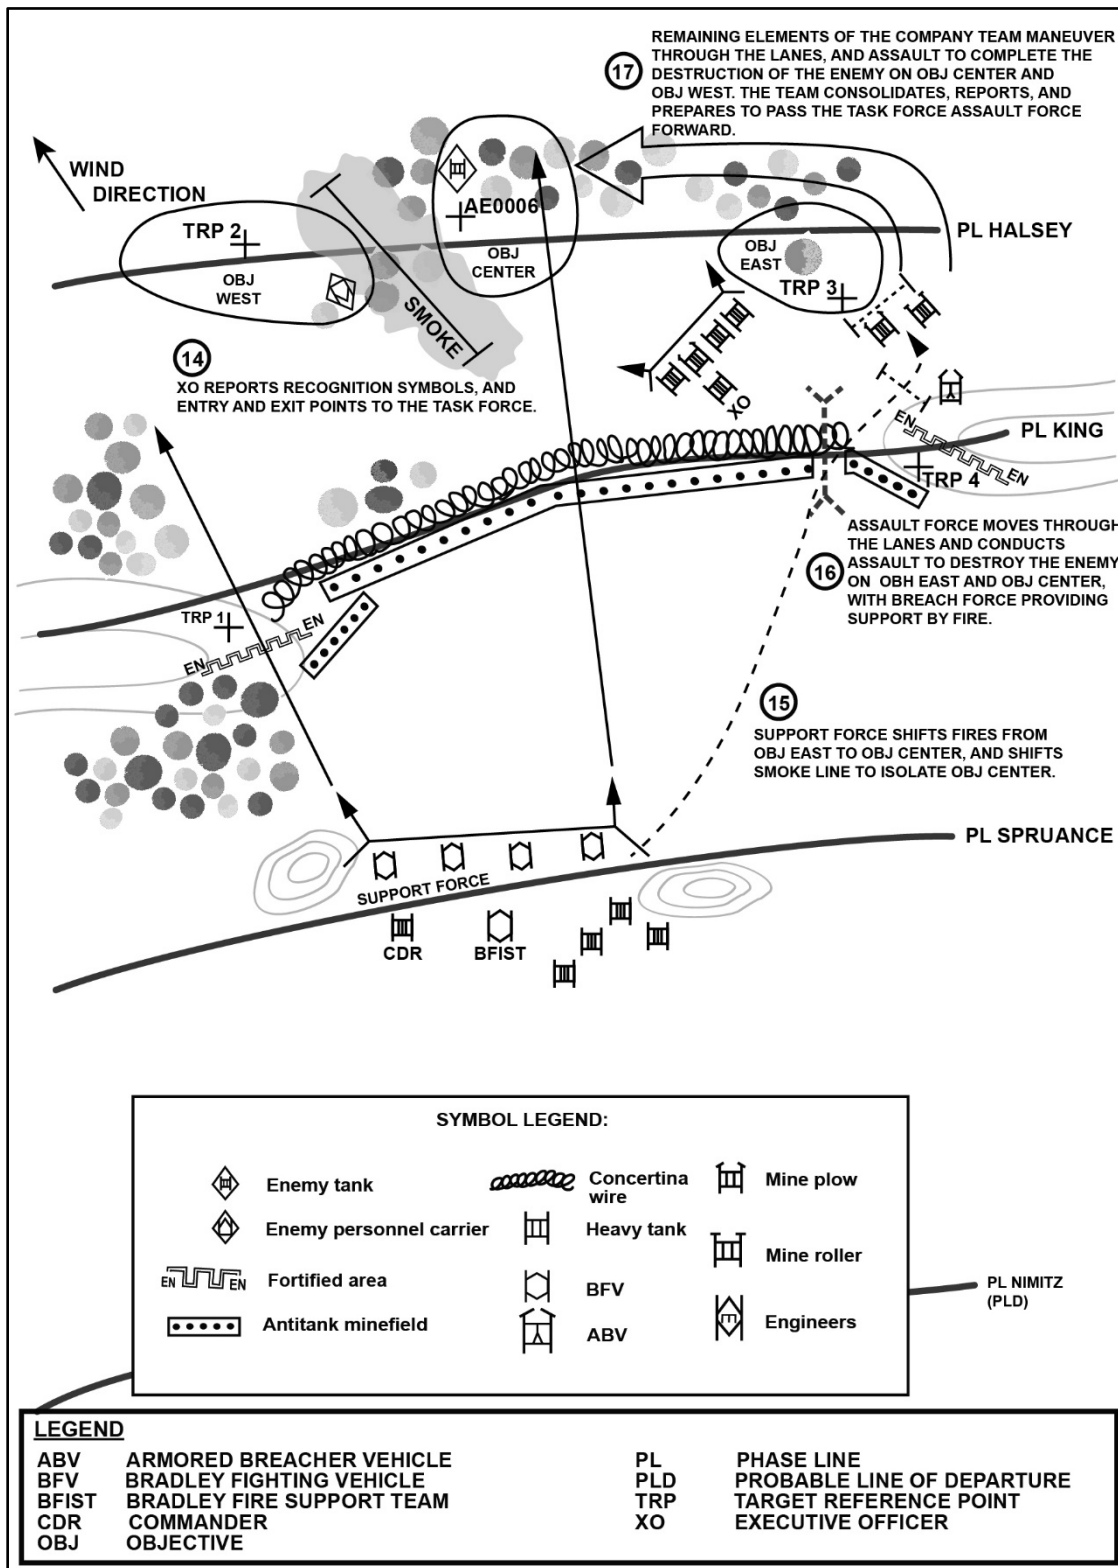 REMAINING ELEMENTS OF THE COMPANY TEAM MANEUVER
THROUGH THE LANES, AND ASSAULT TO COMPLETE THE
17 DESTRUCTION OF THE ENEMY ON OBJ CENTER AND
OBJ WEST. THE TEAM CONSOLIDATES, REPORTS, AND
PREPARES TO PASS THE TASK FORCE ASSAULT FORCE
FORWARD.
WIND
DIRECTION
AE0006
TRP 2
PL HALSEY
OBJ
CENTER
OBJ
EAST
OBJ
WEST
TRP 3
SMOKE
14
XO REPORTS RECOGNITION SYMBOLS, AND
ENTRY AND EXIT POINTS TO THE TASK FORCE.
XO
EN
PL KING
EN
TRP 4
ASSAULT FORCE MOVES THROUGH
THE LANES AND CONDUCTS
16 ASSAULT TO DESTROY THE ENEMY
ON OBH EAST AND OBJ CENTER,
WITH BREACH FORCE PROVIDING
SUPPORT BY FIRE.
TRP 1
EN
EN
15
SUPPORT FORCE SHIFTS FIRES FROM
OBJ EAST TO OBJ CENTER, AND SHIFTS
SMOKE LINE TO ISOLATE OBJ CENTER.
PL SPRUANCE
SUPPORT FORCE
CDR
BFIST
SYMBOL LEGEND:
Enemy tank
Concertina
wire
Mine plow
Enemy personnel carrier
Heavy tank
Mine roller
EN EN Fortified area
BFV
PL NIMITZ
(PLD)
Antitank minefield
ABV
E Engineers
LEGEND
ABV ARMORED BREACHER VEHICLE PL PHASE LINE
BFV BRADLEY FIGHTING VEHICLE PLD PROBABLE LINE OF DEPARTURE
BFIST BRADLEY FIRE SUPPORT TEAM TRP TARGET REFERENCE POINT
CDR COMMANDER XO EXECUTIVE OFFICER
OBJ OBJECTIVE